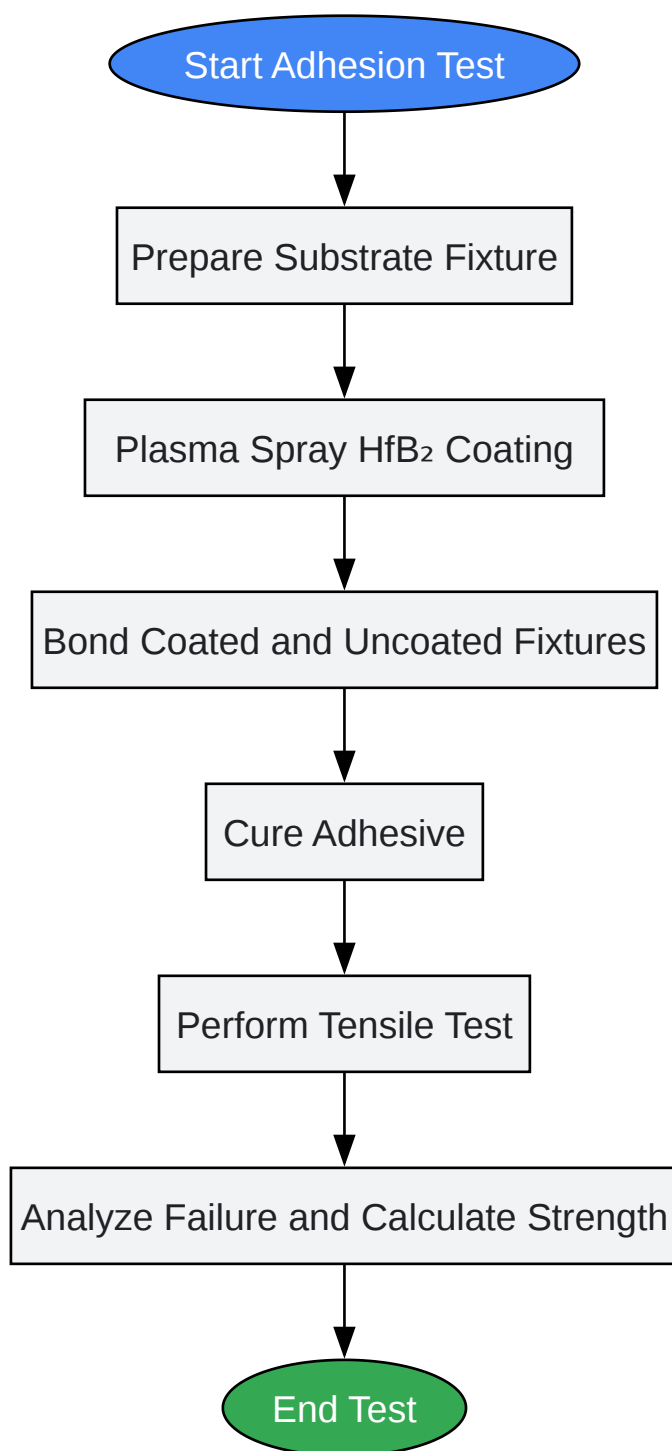 Start Adhesion Test
Prepare Substrate Fixture
Plasma Spray HfB₂ Coating
Bond Coated and Uncoated Fixtures
Cure Adhesive
Perform Tensile Test
Analyze Failure and Calculate Strength
End Test